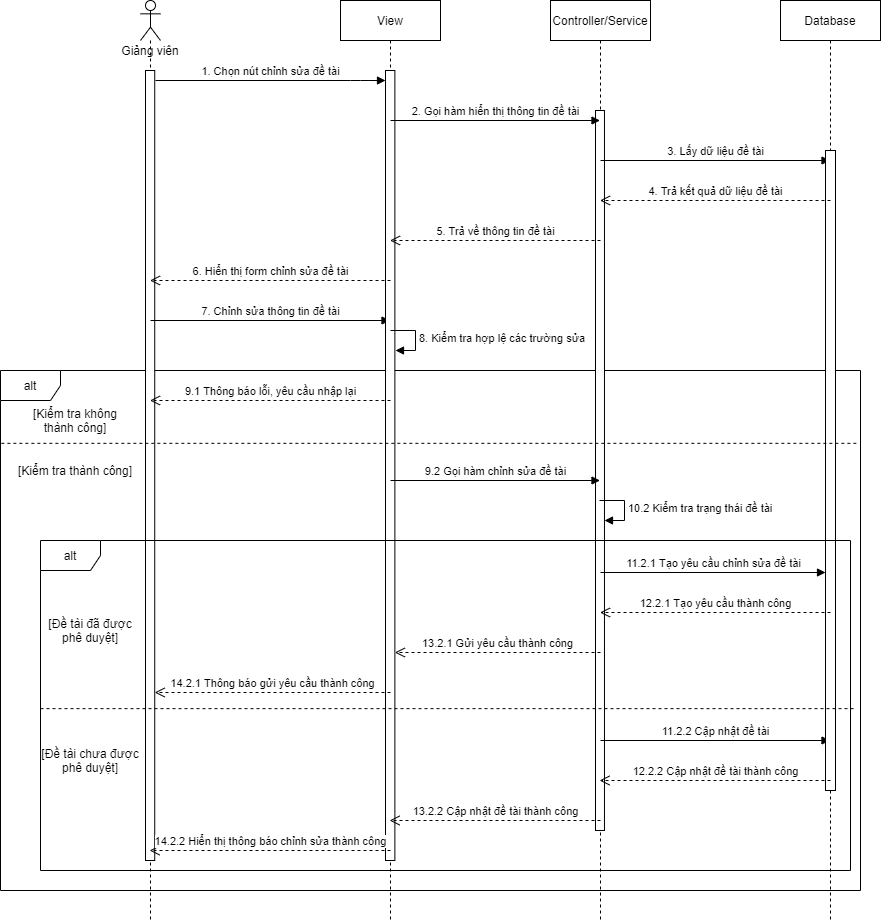 View
Controller/Service
Database
Giảng viên
1. Chọn nút chỉnh sửa đề tài
2. Gọi hàm hiển thị thông tin đề tài
3. Lấy dữ liệu đề tài
4. Trả kết quả dữ liệu đề tài
5. Trả về thông tin đề tài
6. Hiển thị form chỉnh sửa đề tài
7. Chỉnh sửa thông tin đề tài
8. Kiểm tra hợp lệ các trường sửa
alt
9.1 Thông báo lỗi, yêu cầu nhập lại
[Kiểm tra không
thành công]
[Kiểm tra thành công]
9.2 Gọi hàm chỉnh sửa đề tài
10.2 Kiểm tra trạng thái đề tài
alt
11.2.1 Tạo yêu cầu chỉnh sửa đề tài
12.2.1 Tạo yêu cầu thành công
[Đề tài đã được
phê duyệt]
13.2.1 Gửi yêu cầu thành công
14.2.1 Thông báo gửi yêu cầu thành công
11.2.2 Cập nhật đề tài
[Đề tài chưa được
phê duyệt]
12.2.2 Cập nhật đề tài thành công
13.2.2 Cập nhật đề tài thành công
14.2.2 Hiển thị thông báo chỉnh sửa thành công